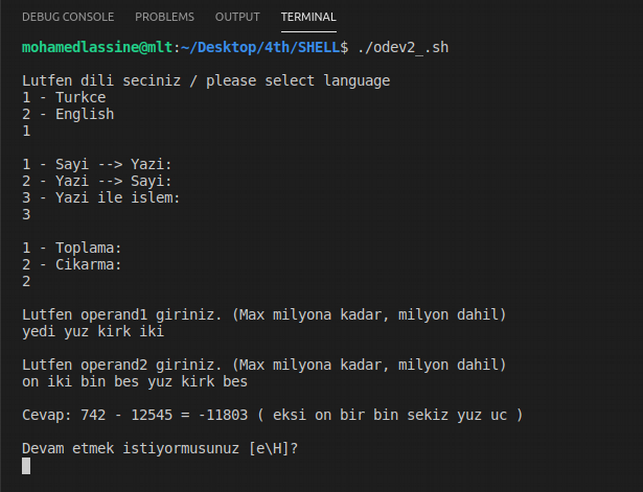 DEBUG CONSOLE PROBLEMS OUTPUT TERMINAL
mohamedlassine@mlt:~/Desktop/4th/SHELL$ ./odev2_.sh
Lutfen dili seciniz / please select language
1 - Turkce
2 - English
1
1 - Sayi --> Yazi:
2 - Yazi --> Sayi:
3 - Yazi ile islem:
3
1 - Toplama:
2 - Cikarma:
2
Lutfen operand1 giriniz. (Max milyona kadar, milyon dahil)
yedi yuz kirk iki
Lutfen operand2 giriniz. (Max milyona kadar, milyon dahil)
on iki bin bes yuz kirk bes
Cevap: 742 - 12545 = -11803 ( eksi on bir bin sekiz yuz uc )
Devam etmek istiyormusunuz [e\H]?